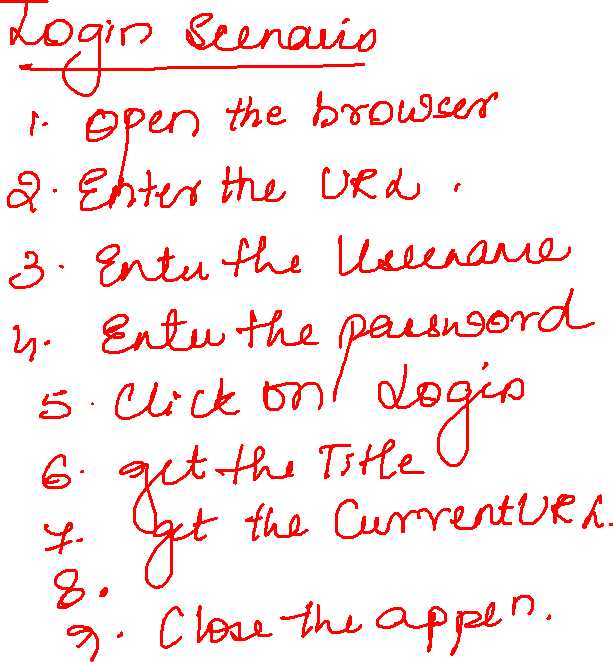 Login Scenario
1. Open the browser
2. Enter the URL.
3. Enter the Username
4. Enter the password
5. Click on Login
6. get the Title
7. get the CurrentURL.
8.
9. Close the appln.